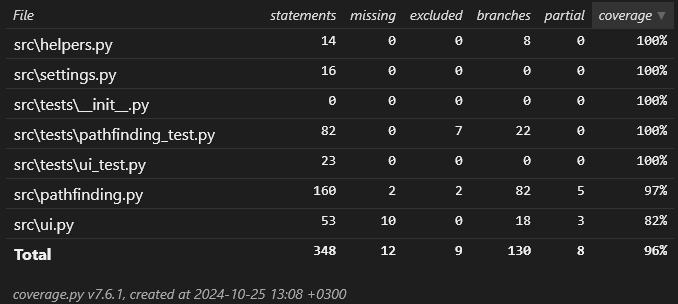 File statements missing excluded branches partial coverage ▼
src\helpers.py 14 0 0 8 0 100%
src\settings.py 16 0 0 0 0 100%
src\tests\__init__.py 0 0 0 0 0 100%
src\tests\pathfinding_test.py 82 0 7 22 0 100%
src\tests\ui_test.py 23 0 0 0 0 100%
src\pathfinding.py 160 2 2 82 5 97%
src\ui.py 53 10 0 18 3 82%
Total 348 12 9 130 8 96%
coverage.py v7.6.1, created at 2024-10-25 13:08 +0300